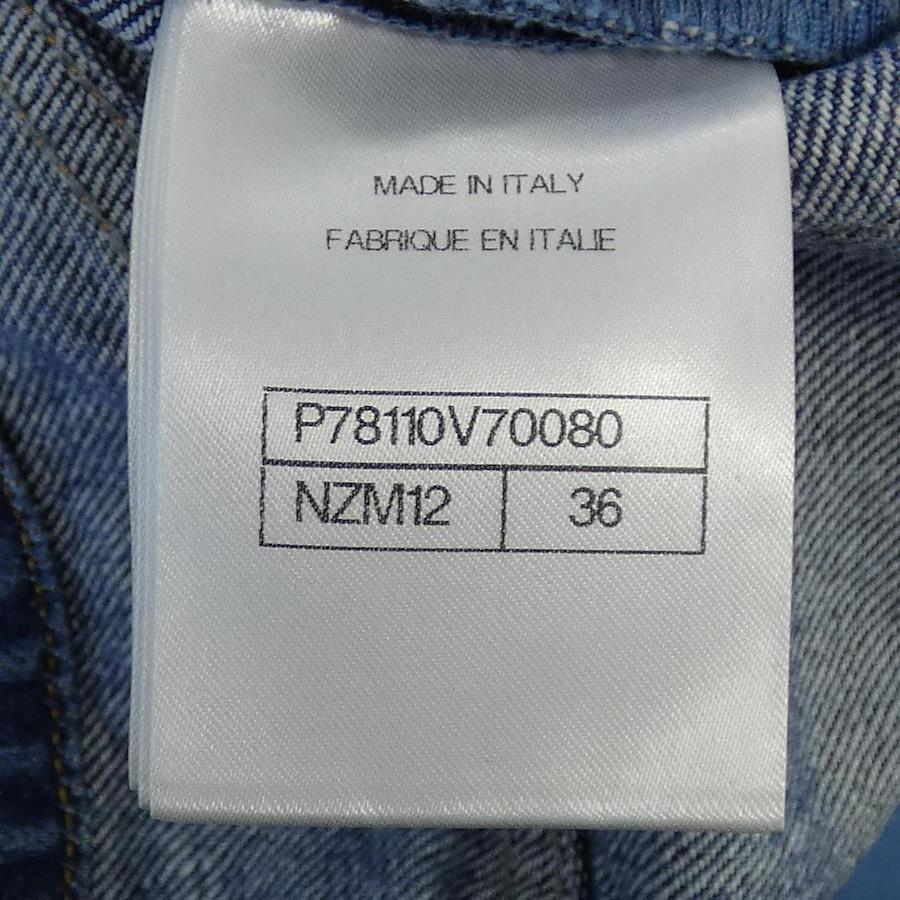 MADE IN ITALY
FABRIQUE EN ITALIE
P78110V70080
NZM12 36